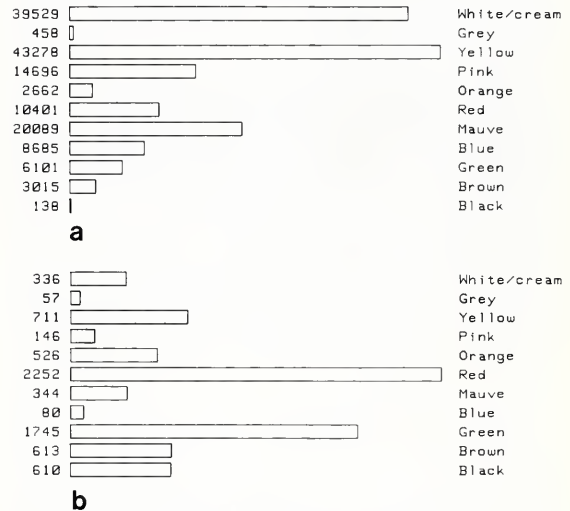 39529 White/cream
458 Grey
43278 Yellow
14696 Pink
2662 Orange
10401 Red
20089 Mauve
8685 Blue
6101 Green
3015 Brown
138 Black
a
336 White/cream
57 Grey
711 Yellow
146 Pink
526 Orange
2252 Red
344 Mauve
80 Blue
1745 Green
613 Brown
610 Black
b